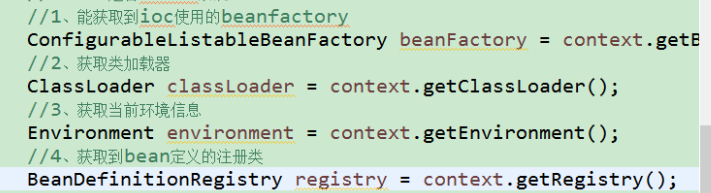 //1、能获取到ioc使用的beanfactory
ConfigurableListableBeanFactory beanFactory = context.getB
//2、获取类加载器
ClassLoader classLoader = context.getClassLoader();
//3、获取当前环境信息
Environment environment = context.getEnvironment();
//4、获取到bean定义的注册类
BeanDefinitionRegistry registry = context.getRegistry();